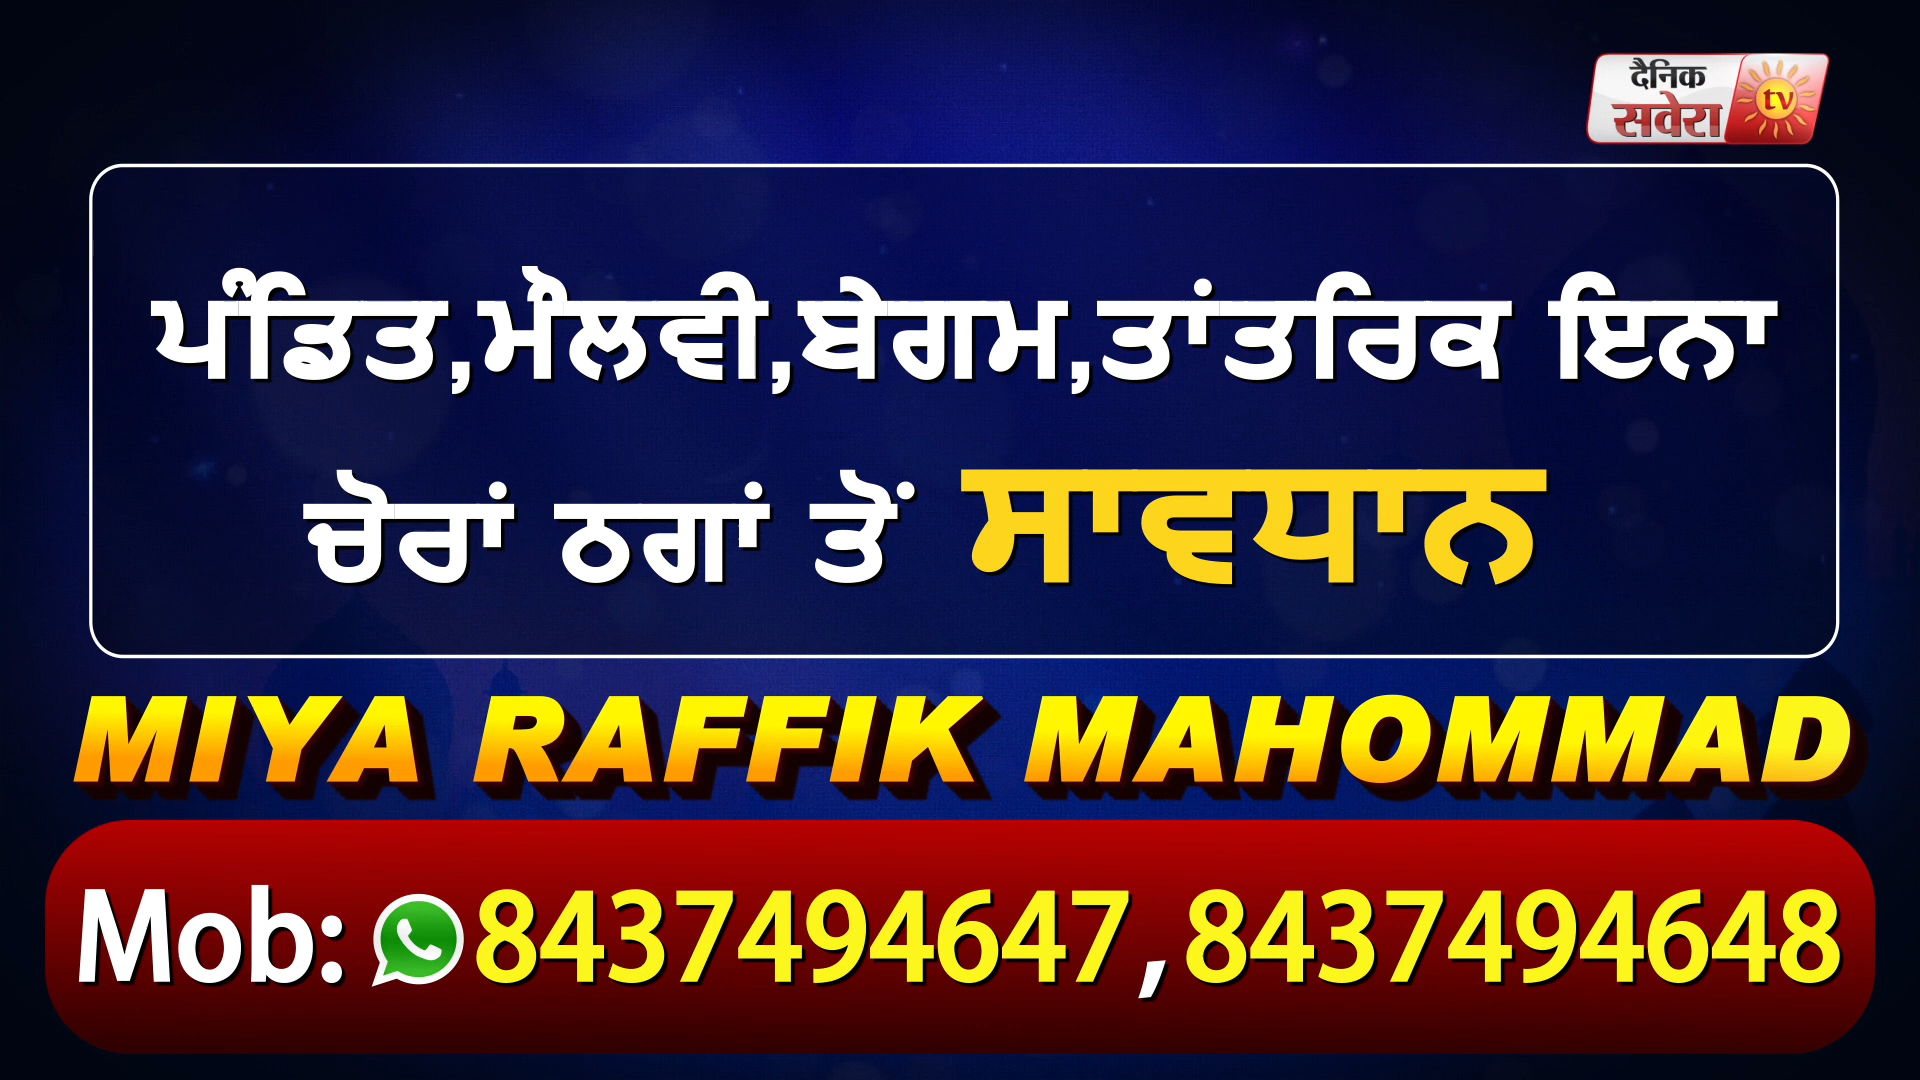 दैनिक
सवेरा tv
ਪੰਡਿਤ,ਮੌਲਵੀ,ਬੇਗਮ,ਤਾਂਤਰਿਕ ਇਨਾ
ਚੋਰਾਂ ਠਗਾਂ ਤੋਂ ਸਾਵਧਾਨ
MIYA RAFFIK MAHOMMAD
Mob: 8437494647,8437494648